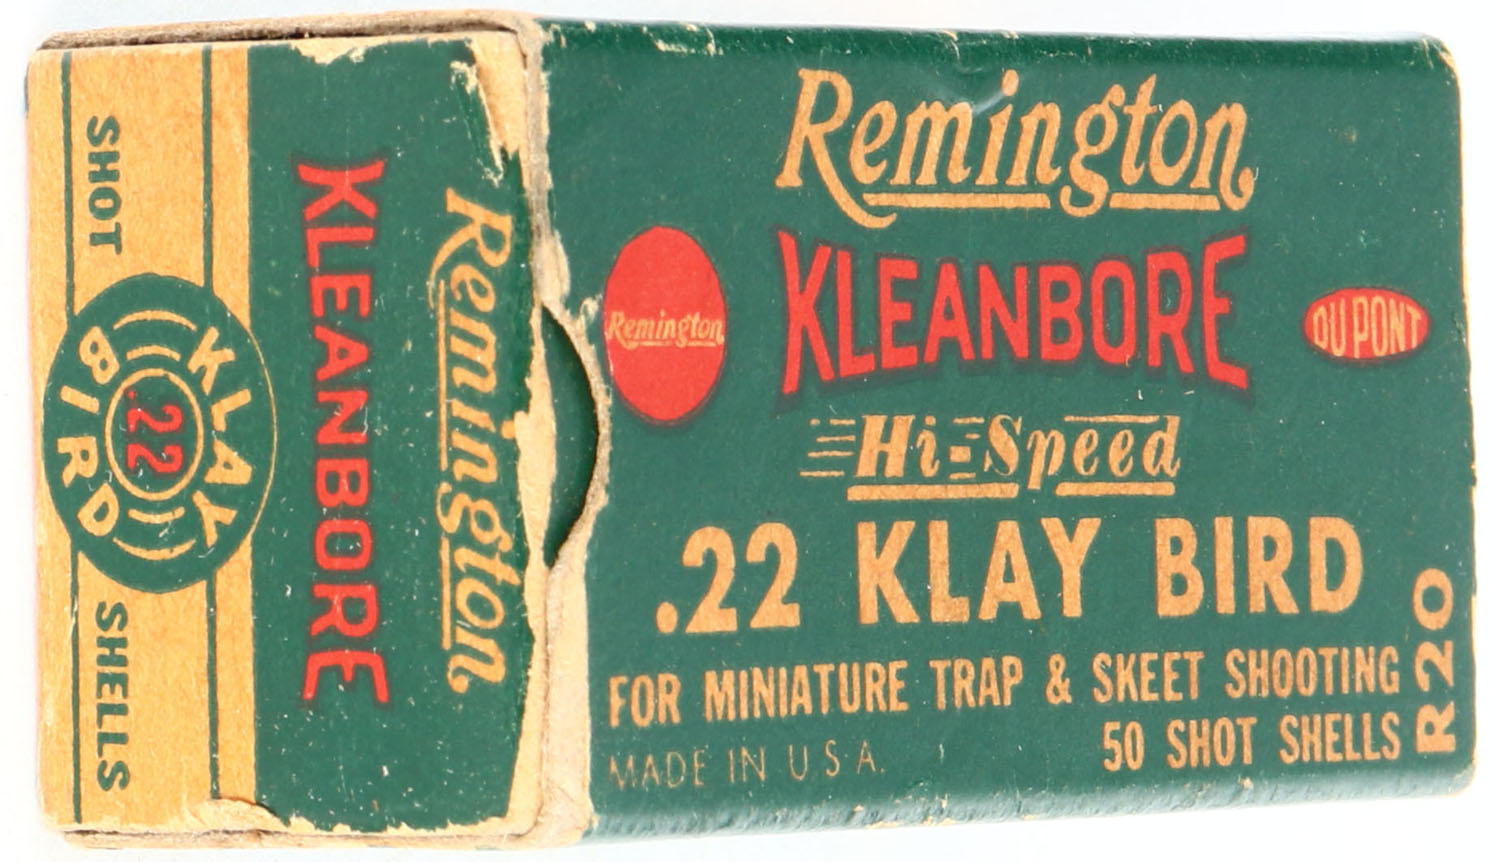 Remington
KLEANBORE
Hi-Speed
.22 KLAY BIRD
FOR MINIATURE TRAP & SKEET SHOOTING
50 SHOT SHELLS
MADE IN U.S.A.
R20
Remington
DU PONT
Remington
KLEANBORE
SHOT
KLAY
.22
BIRD
SHELLS